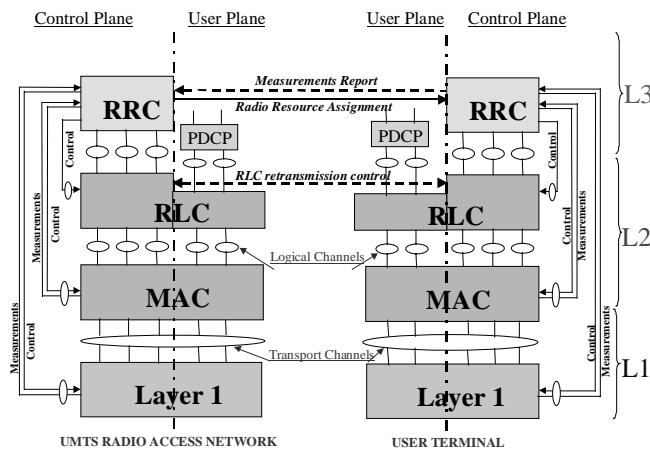 Control Plane
User Plane
User Plane
Control Plane
Measurements Report
Radio Resource Assignment
RRC
RRC
PDCP
PDCP
Control
Control
RLC retransmission control
RLC
RLC
Measurements
Control
Control
Measurements
Logical Channels
MAC
MAC
Measurements
Control
Control
Measurements
Transport Channels
Layer 1
Layer 1
L3
L2
L1
UMTS RADIO ACCESS NETWORK
USER TERMINAL